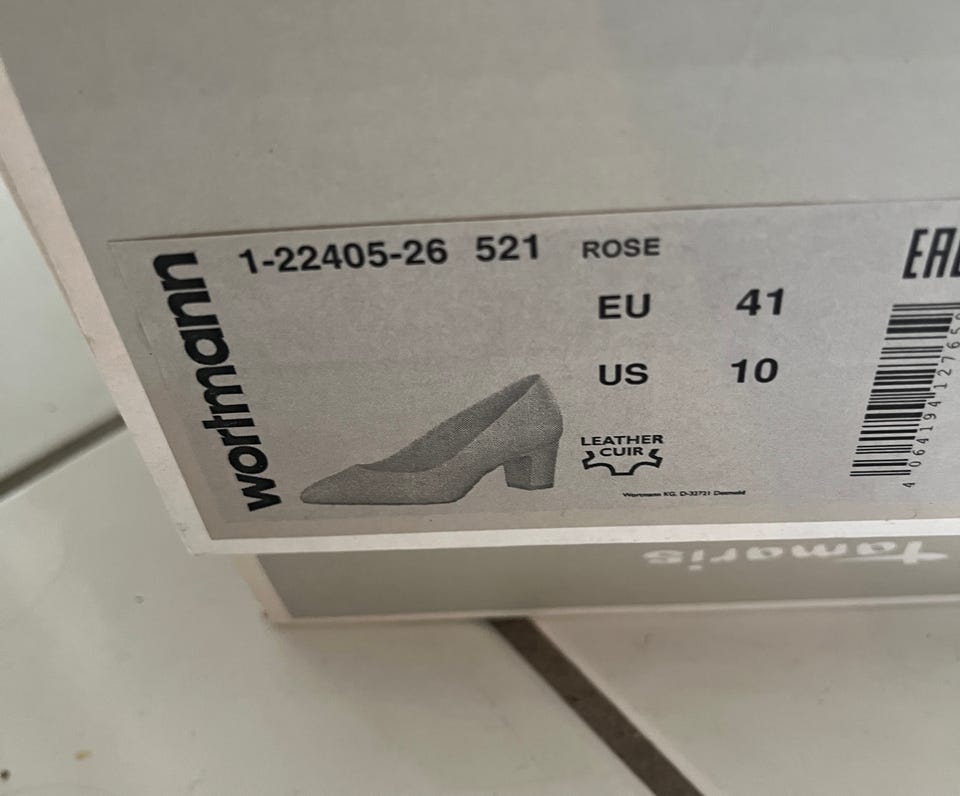 wortmann
1-22405-26 521 ROSE
EU 41
US 10
LEATHER
CUIR
Wortmann KG, D-32721 Detmold
Tamaris